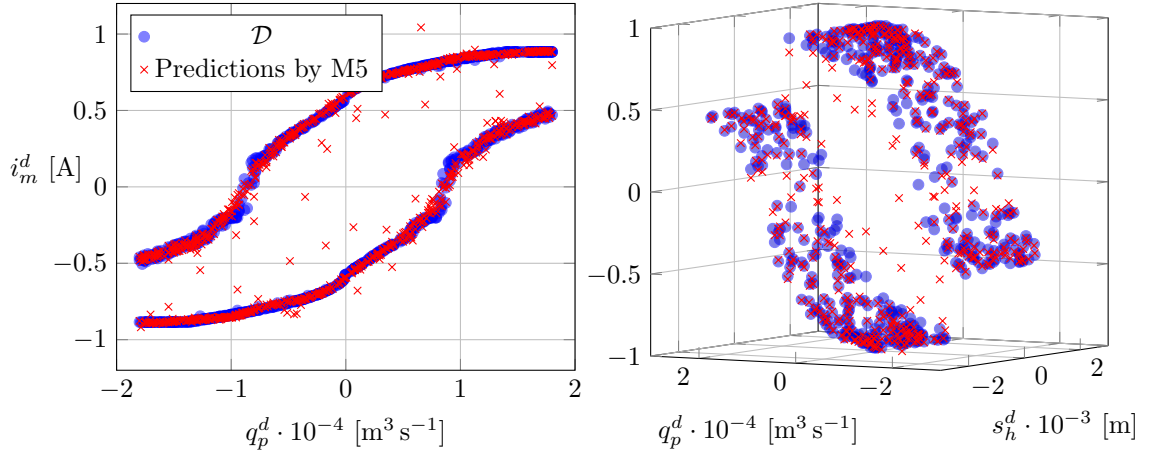 1
0.5
0
−0.5
−1
i_m^d [A]
𝒟
Predictions by M5
−2 −1 0 1 2
q_p^d · 10^−4 [m^3 s^−1]
1
0.5
0
−0.5
−1
2 0 −2
−2 0 2
q_p^d · 10^−4 [m^3 s^−1]
s_h^d · 10^−3 [m]